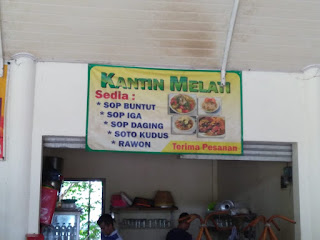 KANTIN MELATI
Sedia :
* SOP BUNTUT
* SOP IGA
* SOP DAGING
* SOTO KUDUS
* RAWON
Terima Pesanan